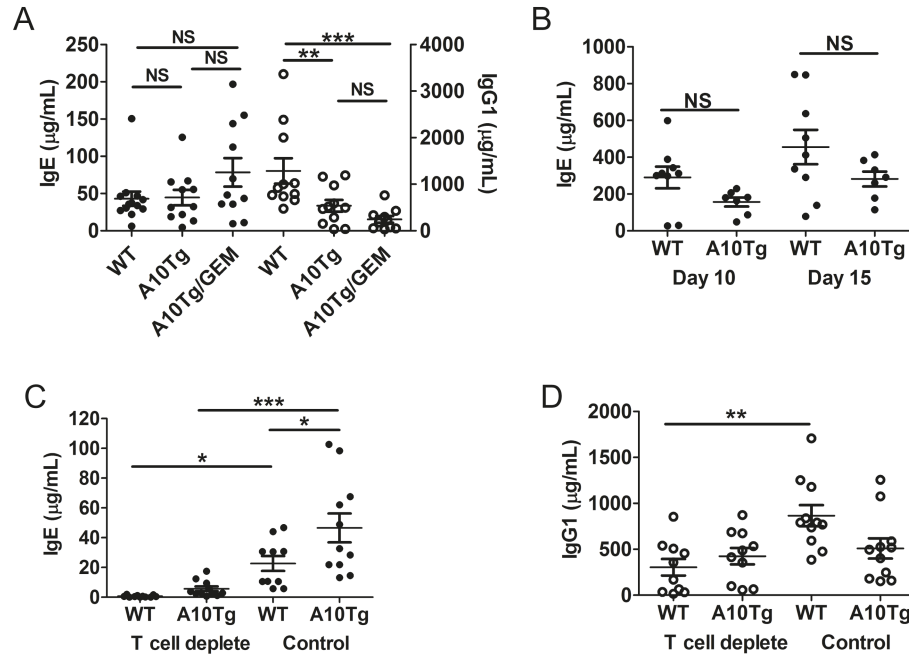 A
NS
***
NS
NS
**
NS
250
200
150
100
50
0
IgE (µg/mL)
4000
3000
2000
1000
0
IgG1 (µg/mL)
WT
A10Tg
A10Tg/GEM
WT
A10Tg
A10Tg/GEM
B
NS
NS
1000
800
600
400
200
0
IgE (µg/mL)
WT A10Tg WT A10Tg
Day 10 Day 15
C
***
*
*
120
100
80
60
40
20
0
IgE (µg/mL)
WT A10Tg WT A10Tg
T cell deplete Control
D
**
2000
1500
1000
500
0
IgG1 (µg/mL)
WT A10Tg WT A10Tg
T cell deplete Control